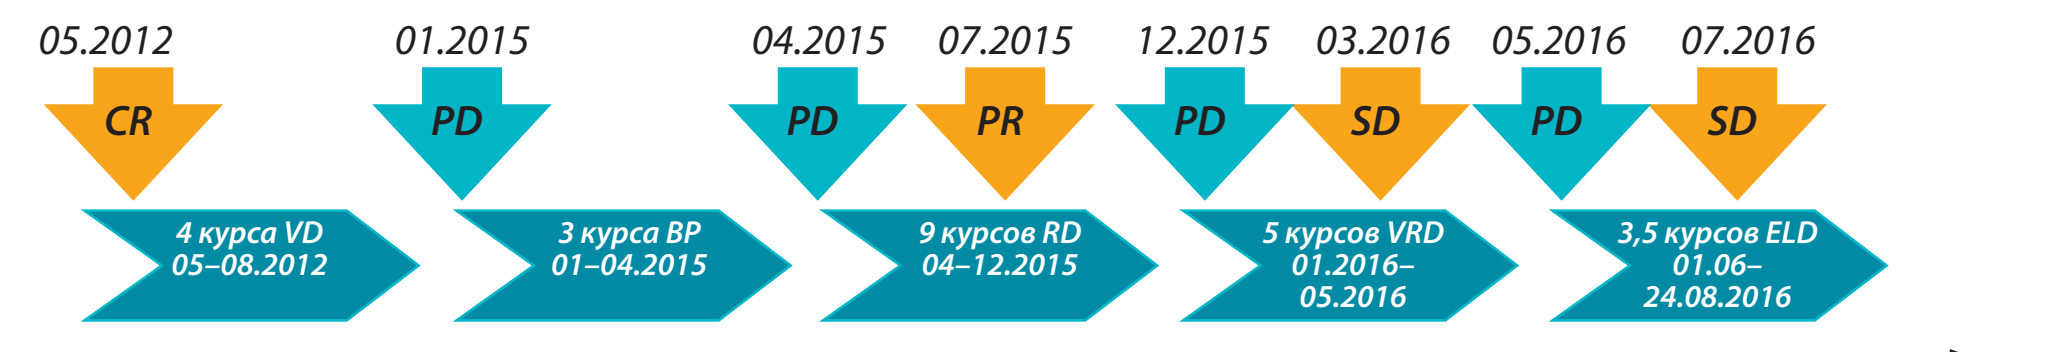 05.2012
01.2015
04.2015
07.2015
12.2015
03.2016
05.2016
07.2016
CR
PD
PD
PR
PD
SD
PD
SD
4 курса VD
05–08.2012
3 курса BP
01–04.2015
9 курсов RD
04–12.2015
5 курсов VRD
01.2016–
05.2016
3,5 курсов ELD
01.06–
24.08.2016